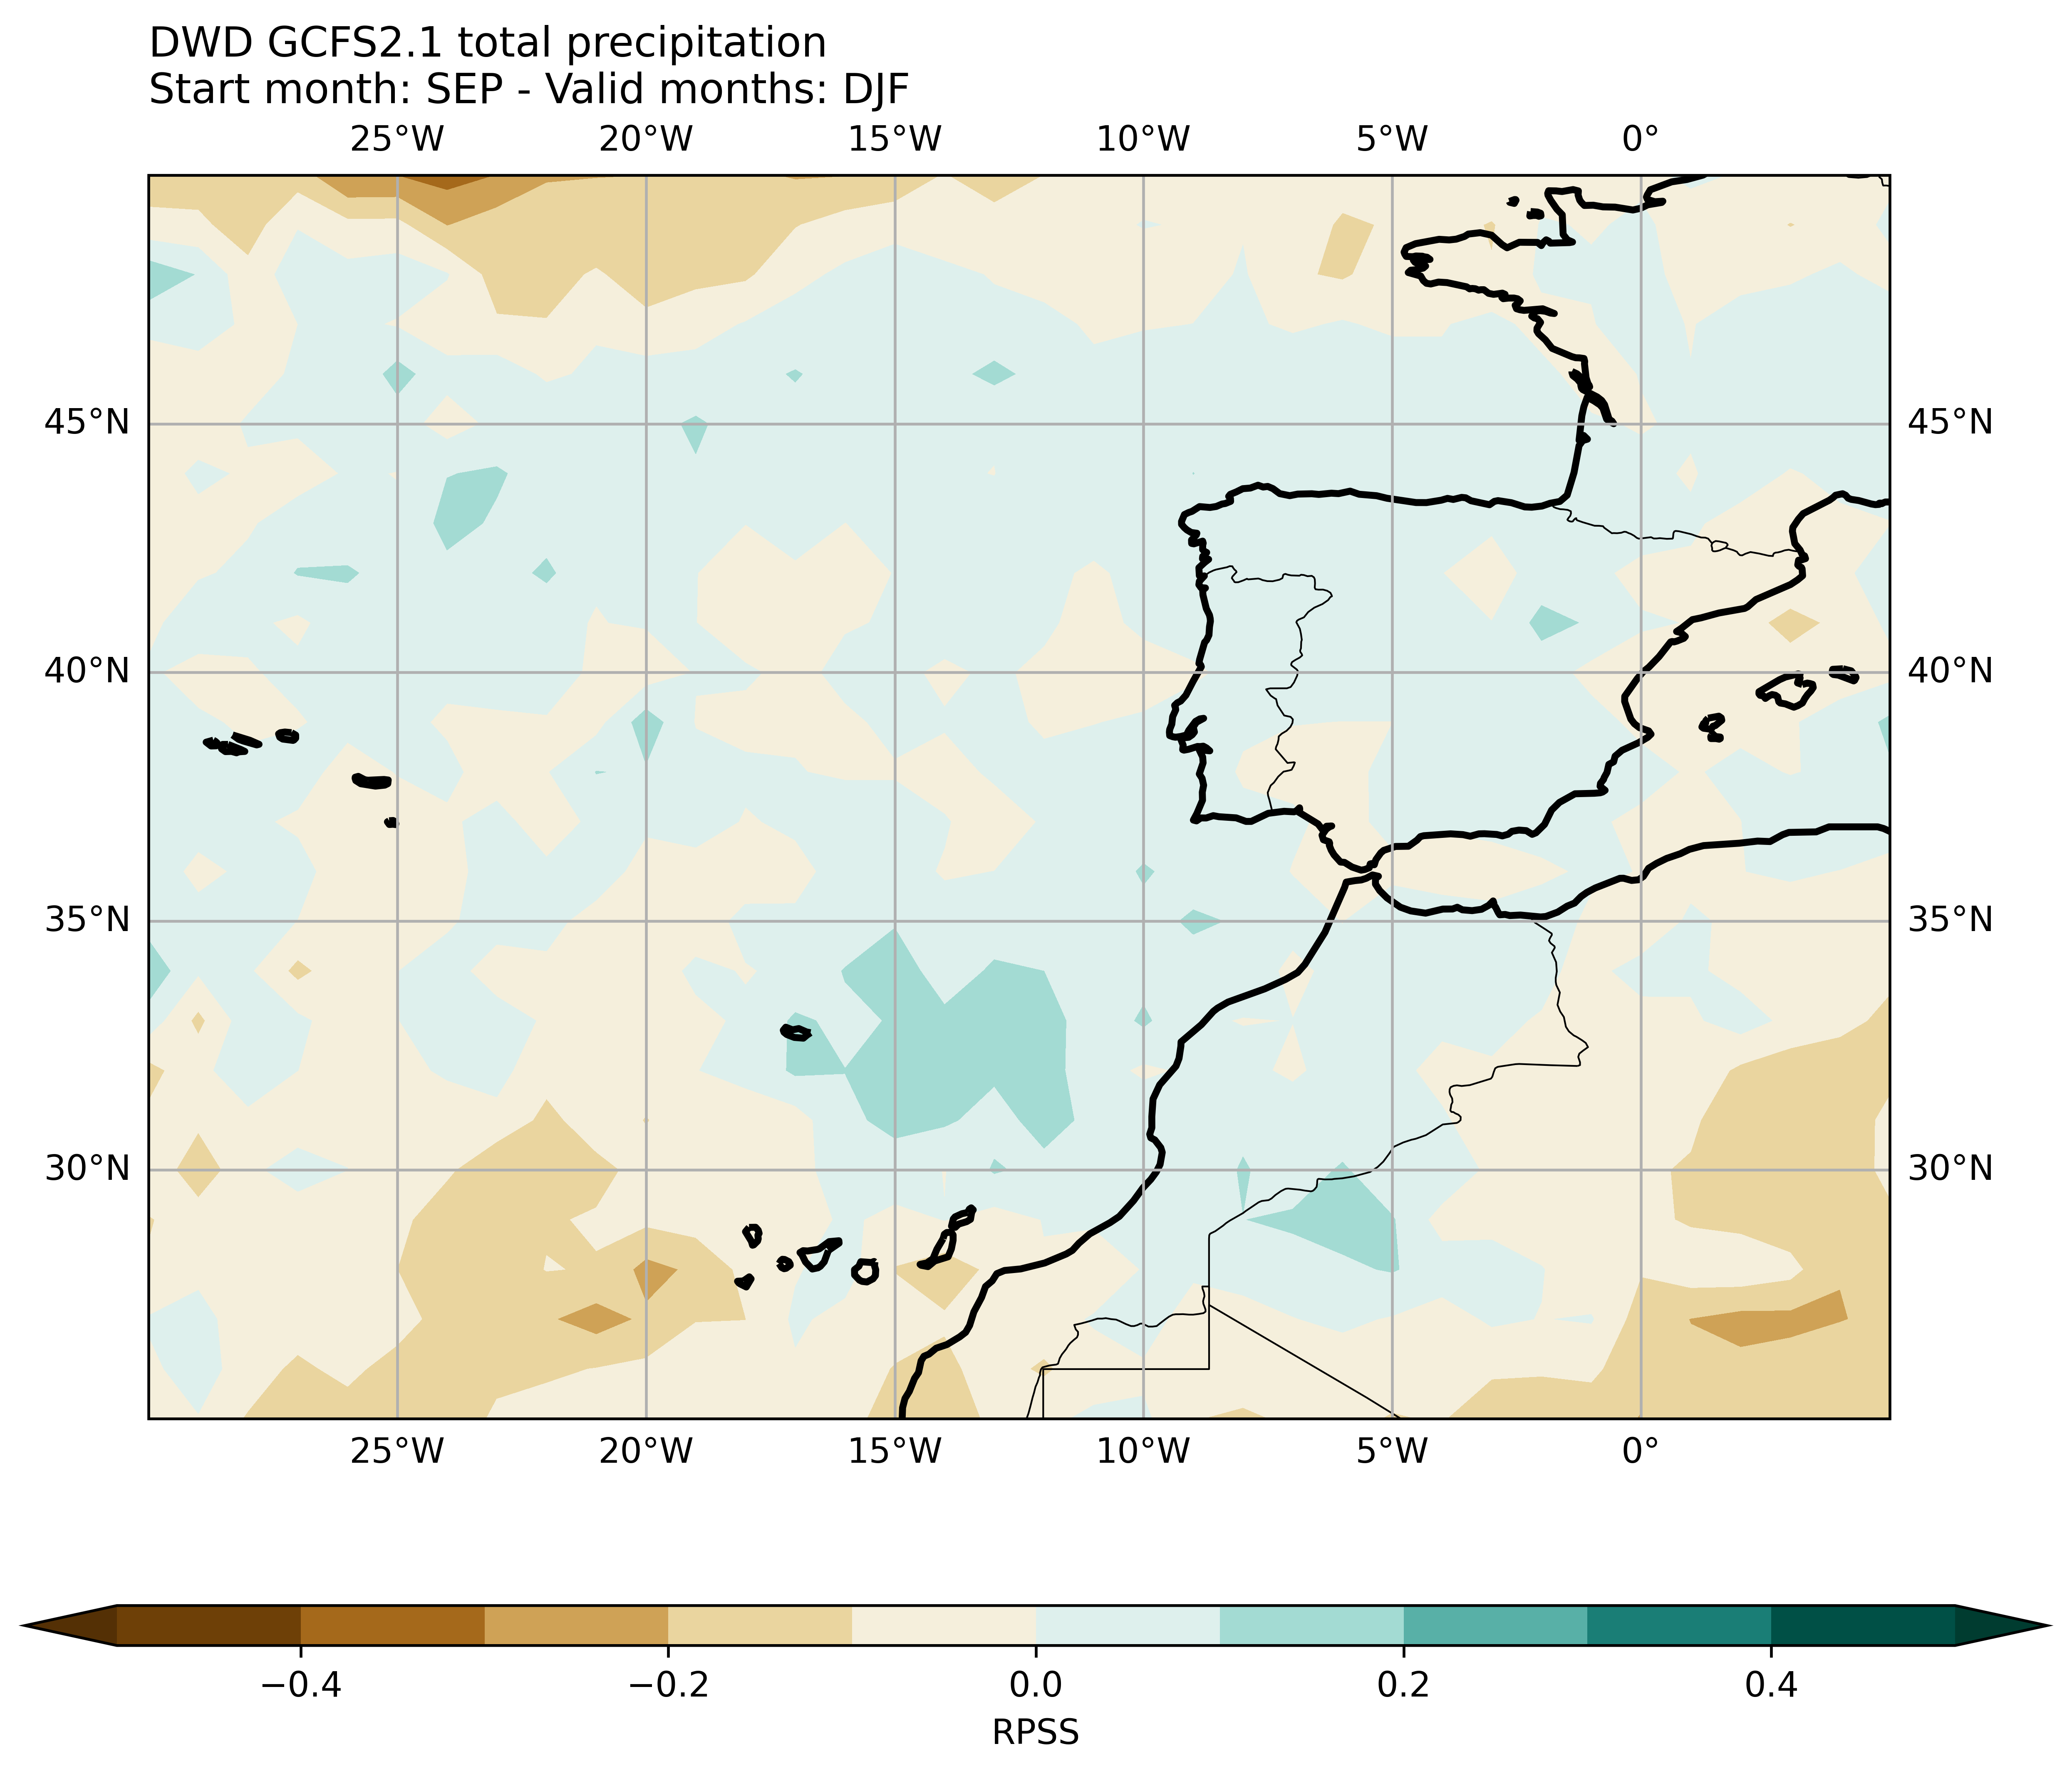 DWD GCFS2.1 total precipitation
Start month: SEP - Valid months: DJF
25°W 20°W 15°W 10°W 5°W 0°
45°N 45°N
40°N 40°N
35°N 35°N
30°N 30°N
25°W 20°W 15°W 10°W 5°W 0°
−0.4 −0.2 0.0 0.2 0.4
RPSS